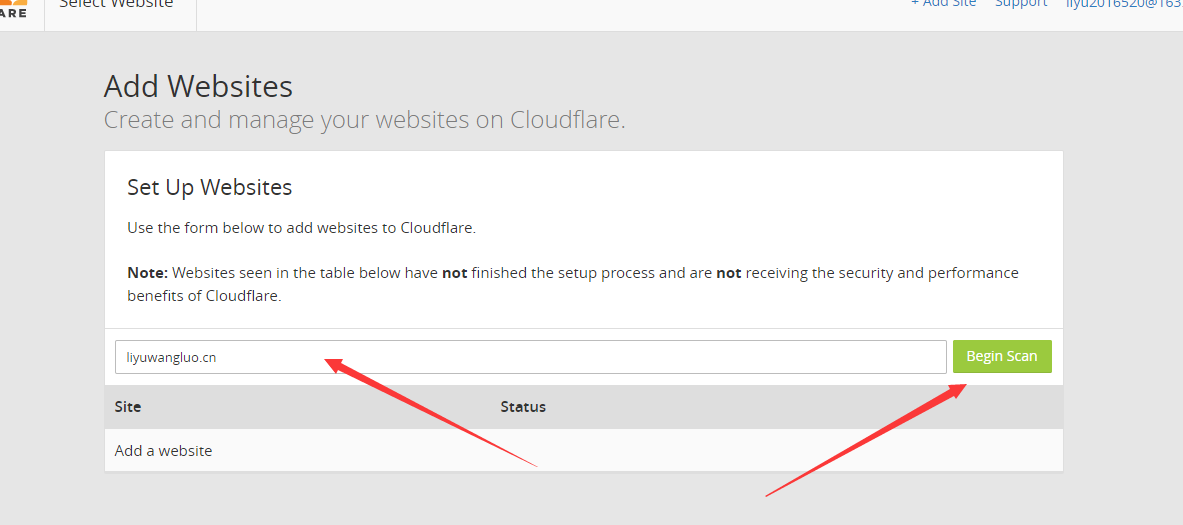 ARE
Select Website
+ Add Site Support liyu2016520@163
Add Websites
Create and manage your websites on Cloudflare.
Set Up Websites
Use the form below to add websites to Cloudflare.
Note: Websites seen in the table below have not finished the setup process and are not receiving the security and performance
benefits of Cloudflare.
liyuwangluo.cn
Begin Scan
Site Status
Add a website